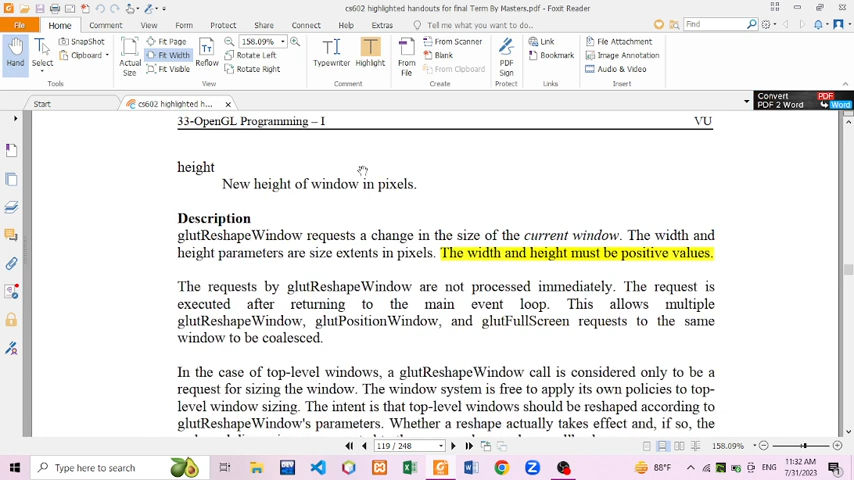 cs602 highlighted handouts for final Term By Masters.pdf - Foxit Reader
File Home Comment View Form Protect Share Help Extras Tell me what you want to do... Find
Hand
Select
SnapShot
Clipboard
Actual Size
Fit Page
Fit Width
Fit Visible
Reflow
158.09%
Rotate Left
Rotate Right
Typewriter
Highlight
From File
From Scanner
Blank
From Clipboard
PDF Sign
Link
Bookmark
File Attachment
Image Annotation
Audio & Video
Tools View Comment Create Protect Links Insert
Start cs602 highlighted h...
Convert PDF
PDF 2 Word Word
33-OpenGL Programming – I VU
height
New height of window in pixels.
Description
glutReshapeWindow requests a change in the size of the current window. The width and
height parameters are size extents in pixels. The width and height must be positive values.
The requests by glutReshapeWindow are not processed immediately. The request is
executed after returning to the main event loop. This allows multiple
glutReshapeWindow, glutPositionWindow, and glutFullScreen requests to the same
window to be coalesced.
In the case of top-level windows, a glutReshapeWindow call is considered only to be a
request for sizing the window. The window system is free to apply its own policies to top-
level window sizing. The intent is that top-level windows should be reshaped according to
glutReshapeWindow's parameters. Whether a reshape actually takes effect and, if so, the
119 / 248 158.09%
Type here to search 88°F ENG 11:32 AM
7/31/2023